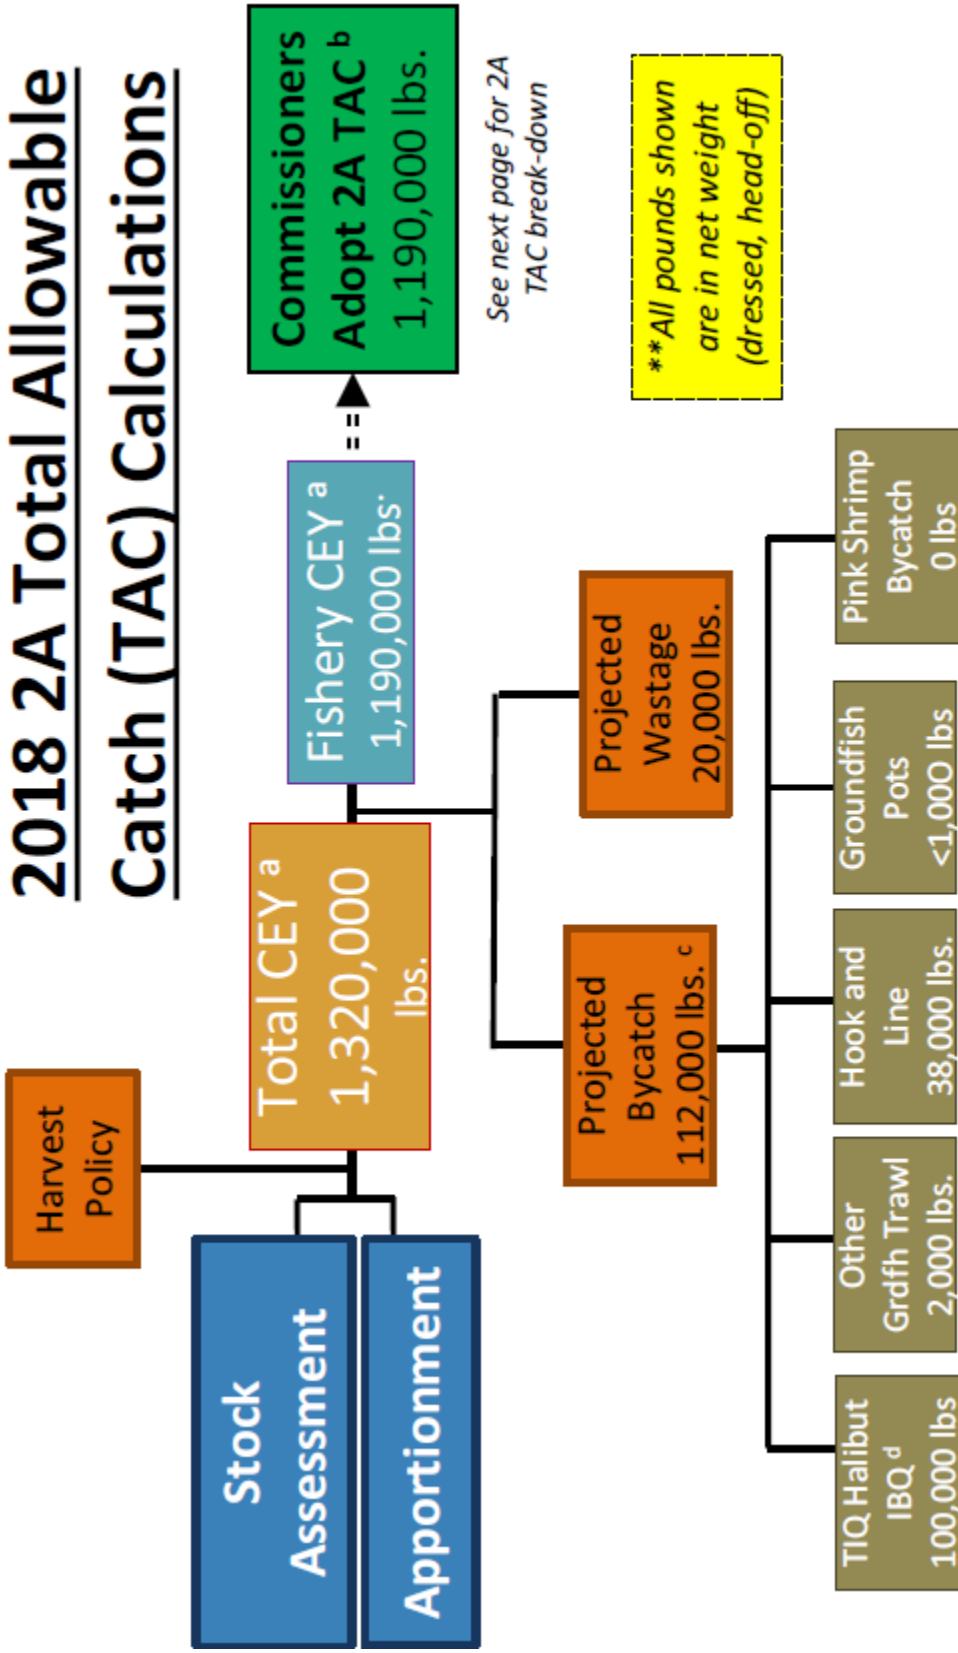 2018 2A Total Allowable
Catch (TAC) Calculations
Harvest
Policy
Stock
Assessment
Apportionment
Total CEY a
1,320,000
lbs.
Fishery CEY a
1,190,000 lbs.
Commissioners
Adopt 2A TAC b
1,190,000 lbs.
See next page for 2A
TAC break-down
Projected
Bycatch
112,000 lbs. c
Projected
Wastage
20,000 lbs.
**All pounds shown
are in net weight
(dressed, head-off)
TIQ Halibut
IBQ d
100,000 lbs
Other
Grdfh Trawl
2,000 lbs.
Hook and
Line
38,000 lbs.
Groundfish
Pots
<1,000 lbs
Pink Shrimp
Bycatch
0 lbs